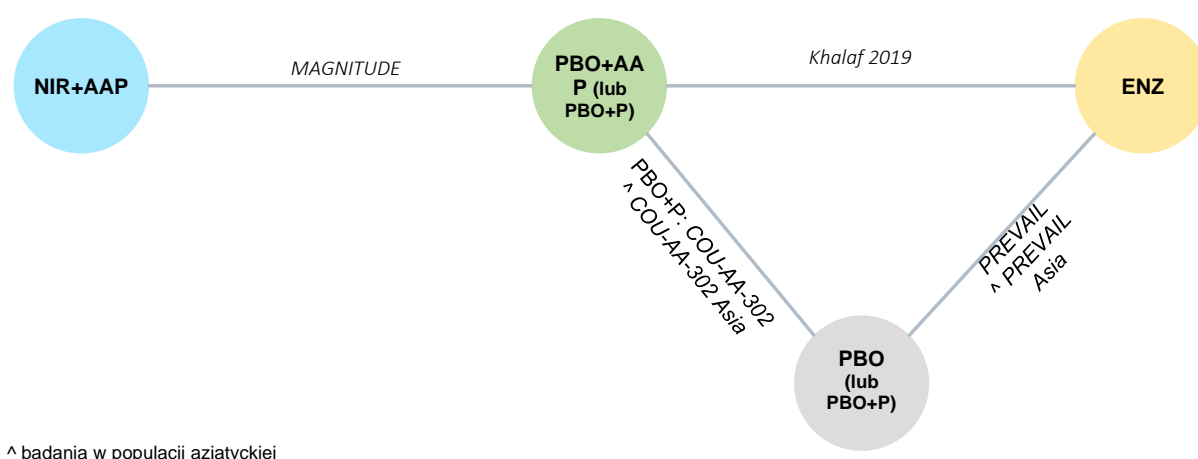 NIR+AAP
MAGNITUDE
PBO+AA
P (lub
PBO+P)
Khalaf 2019
ENZ
PBO+P: COU-AA-302
^ COU-AA-302 Asia
PREVAIL
^ PREVAIL
Asia
PBO
(lub
PBO+P)
^ badania w populacji azjatyckiej